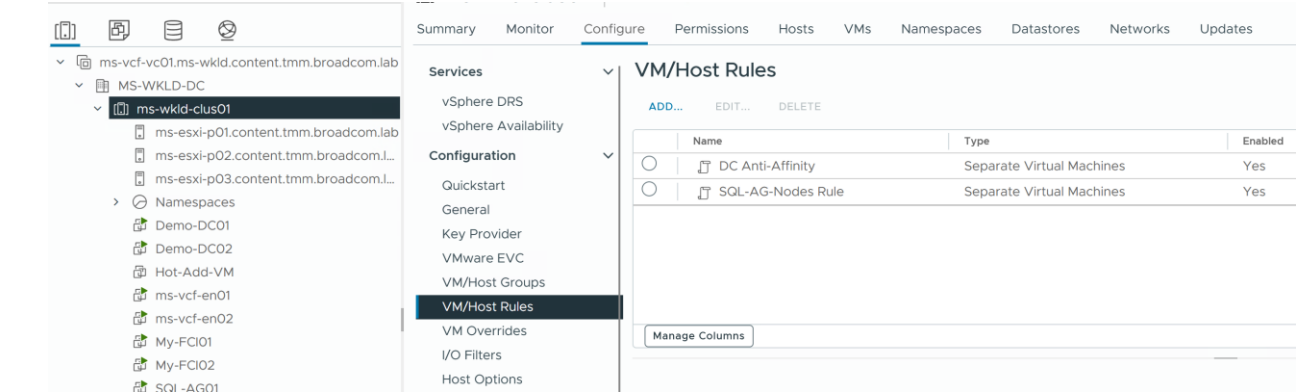 Summary Monitor Configure Permissions Hosts VMs Namespaces Datastores Networks Updates
ms-vcf-vc01.ms-wkld.content.tmm.broadcom.lab
MS-WKLD-DC
ms-wkld-clus01
ms-esxi-p01.content.tmm.broadcom.lab
ms-esxi-p02.content.tmm.broadcom.l...
ms-esxi-p03.content.tmm.broadcom.l...
Namespaces
Demo-DC01
Demo-DC02
Hot-Add-VM
ms-vcf-en01
ms-vcf-en02
My-FCI01
My-FCI02
SQL-AG01
Services
vSphere DRS
vSphere Availability
Configuration
Quickstart
General
Key Provider
VMware EVC
VM/Host Groups
VM/Host Rules
VM Overrides
I/O Filters
Host Options
VM/Host Rules
ADD... EDIT... DELETE
Name Type Enabled
DC Anti-Affinity Separate Virtual Machines Yes
SQL-AG-Nodes Rule Separate Virtual Machines Yes
Manage Columns